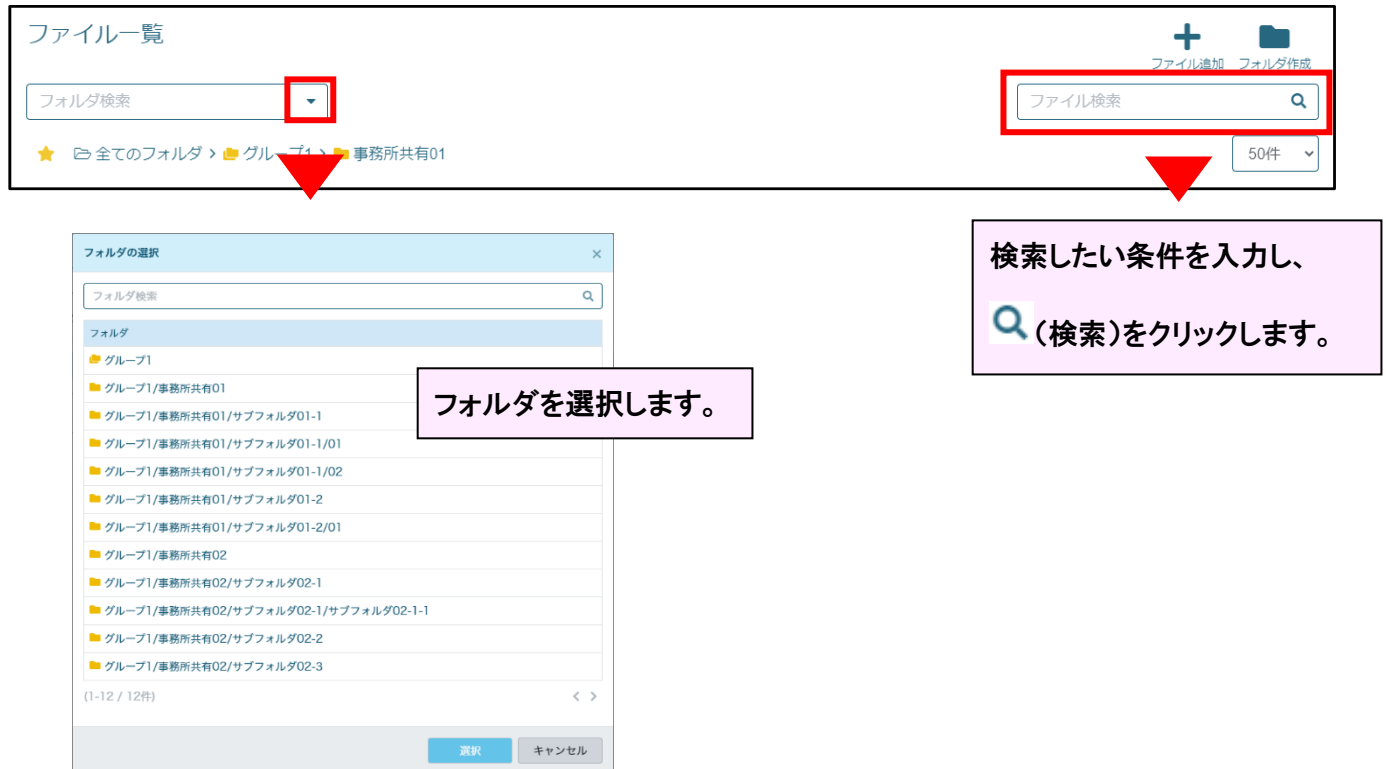 ファイル一覧
ファイル追加 フォルダ作成
フォルダ検索
ファイル検索
全てのフォルダ > グループ1 > 事務所共有01
50件
フォルダの選択 ×
フォルダ検索
フォルダ
グループ1
グループ1/事務所共有01
グループ1/事務所共有01/サブフォルダ01-1
グループ1/事務所共有01/サブフォルダ01-1/01
グループ1/事務所共有01/サブフォルダ01-1/02
グループ1/事務所共有01/サブフォルダ01-2
グループ1/事務所共有01/サブフォルダ01-2/01
グループ1/事務所共有02
グループ1/事務所共有02/サブフォルダ02-1
グループ1/事務所共有02/サブフォルダ02-1/サブフォルダ02-1-1
グループ1/事務所共有02/サブフォルダ02-2
グループ1/事務所共有02/サブフォルダ02-3
(1-12 / 12件) < >
選択 キャンセル
フォルダを選択します。
検索したい条件を入力し、
(検索)をクリックします。